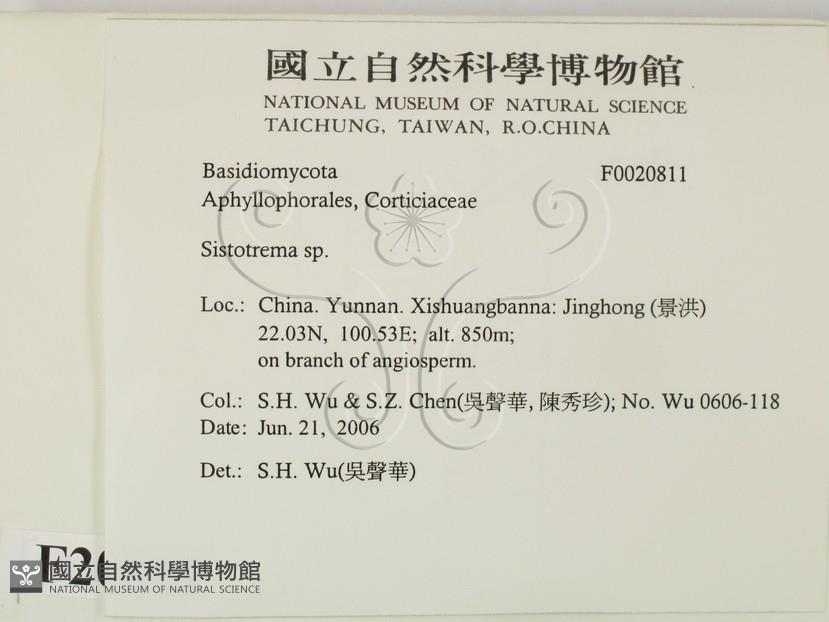 國立自然科學博物館
NATIONAL MUSEUM OF NATURAL SCIENCE
TAICHUNG, TAIWAN, R.O.CHINA
Basidiomycota F0020811
Aphyllophorales, Corticiaceae
Sistotrema sp.
Loc.: China. Yunnan. Xishuangbanna: Jinghong (景洪)
22.03N, 100.53E; alt. 850m;
on branch of angiosperm.
Col.: S.H. Wu & S.Z. Chen(吳聲華, 陳秀珍); No. Wu 0606-118
Date: Jun. 21, 2006
Det.: S.H. Wu(吳聲華)
國立自然科學博物館
NATIONAL MUSEUM OF NATURAL SCIENCE